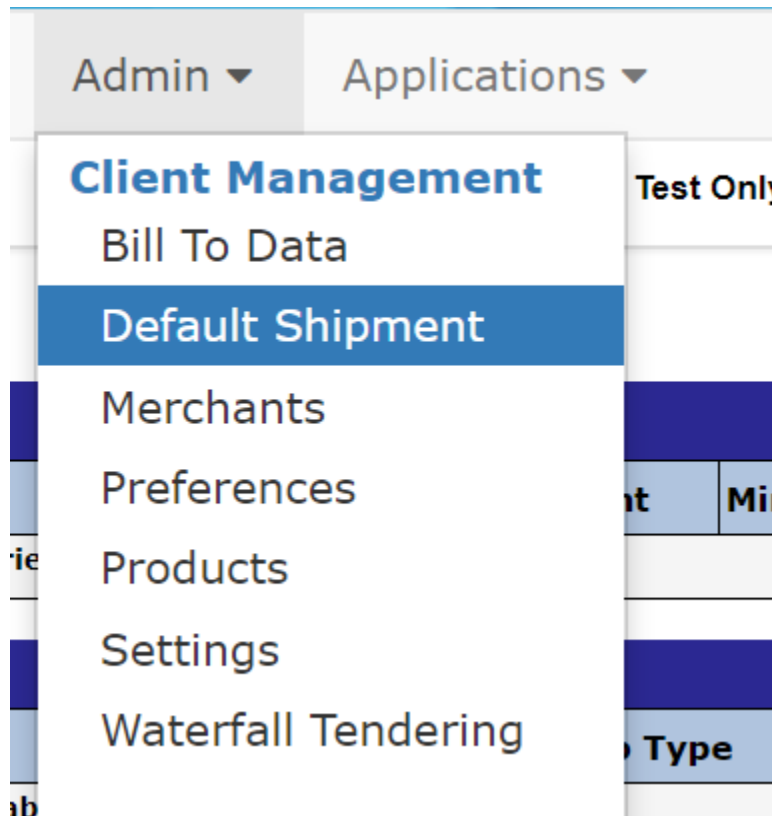 Admin Applications
Client Management
Test Only
Bill To Data
Default Shipment
Merchants
Preferences
Products
Settings
Waterfall Tendering
Type